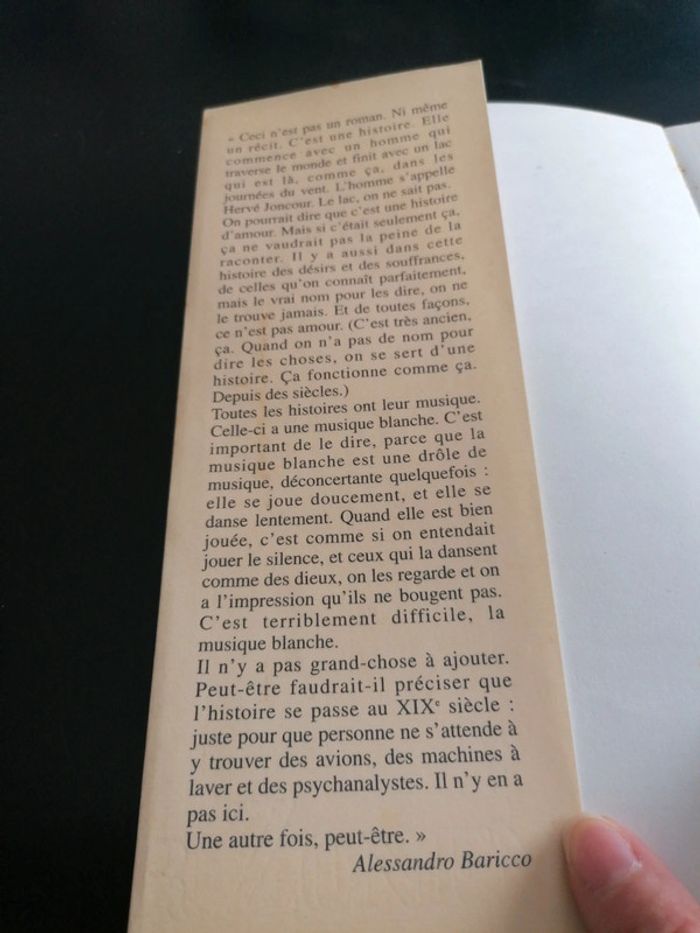 « Ceci n'est pas un roman. Ni même
un récit. C'est une histoire. Elle
commence avec un homme qui
traverse le monde et finit avec un lac
qui est là, comme ça, dans les
journées du vent. L'homme s'appelle
Hervé Joncour. Le lac, on ne sait pas.
On pourrait dire que c'est une histoire
d'amour. Mais si c'était seulement ça,
ça ne vaudrait pas la peine de la
raconter. Il y a aussi dans cette
histoire des désirs et des souffrances,
de celles qu'on connaît parfaitement,
mais le vrai nom pour les dire, on ne
le trouve jamais. Et de toutes façons,
ce n'est pas amour. (C'est très ancien,
ça. Quand on n'a pas de nom pour
dire les choses, on se sert d'une
histoire. Ça fonctionne comme ça.
Depuis des siècles.)
Toutes les histoires ont leur musique.
Celle-ci a une musique blanche. C'est
important de le dire, parce que la
musique blanche est une drôle de
musique, déconcertante quelquefois :
elle se joue doucement, et elle se
danse lentement. Quand elle est bien
jouée, c'est comme si on entendait
jouer le silence, et ceux qui la dansent
comme des dieux, on les regarde et on
a l'impression qu'ils ne bougent pas.
C'est terriblement difficile, la
musique blanche.
Il n'y a pas grand-chose à ajouter.
Peut-être faudrait-il préciser que
l'histoire se passe au XIXe siècle :
juste pour que personne ne s'attende à
y trouver des avions, des machines à
laver et des psychanalystes. Il n'y en a
pas ici.
Une autre fois, peut-être. »
Alessandro Baricco